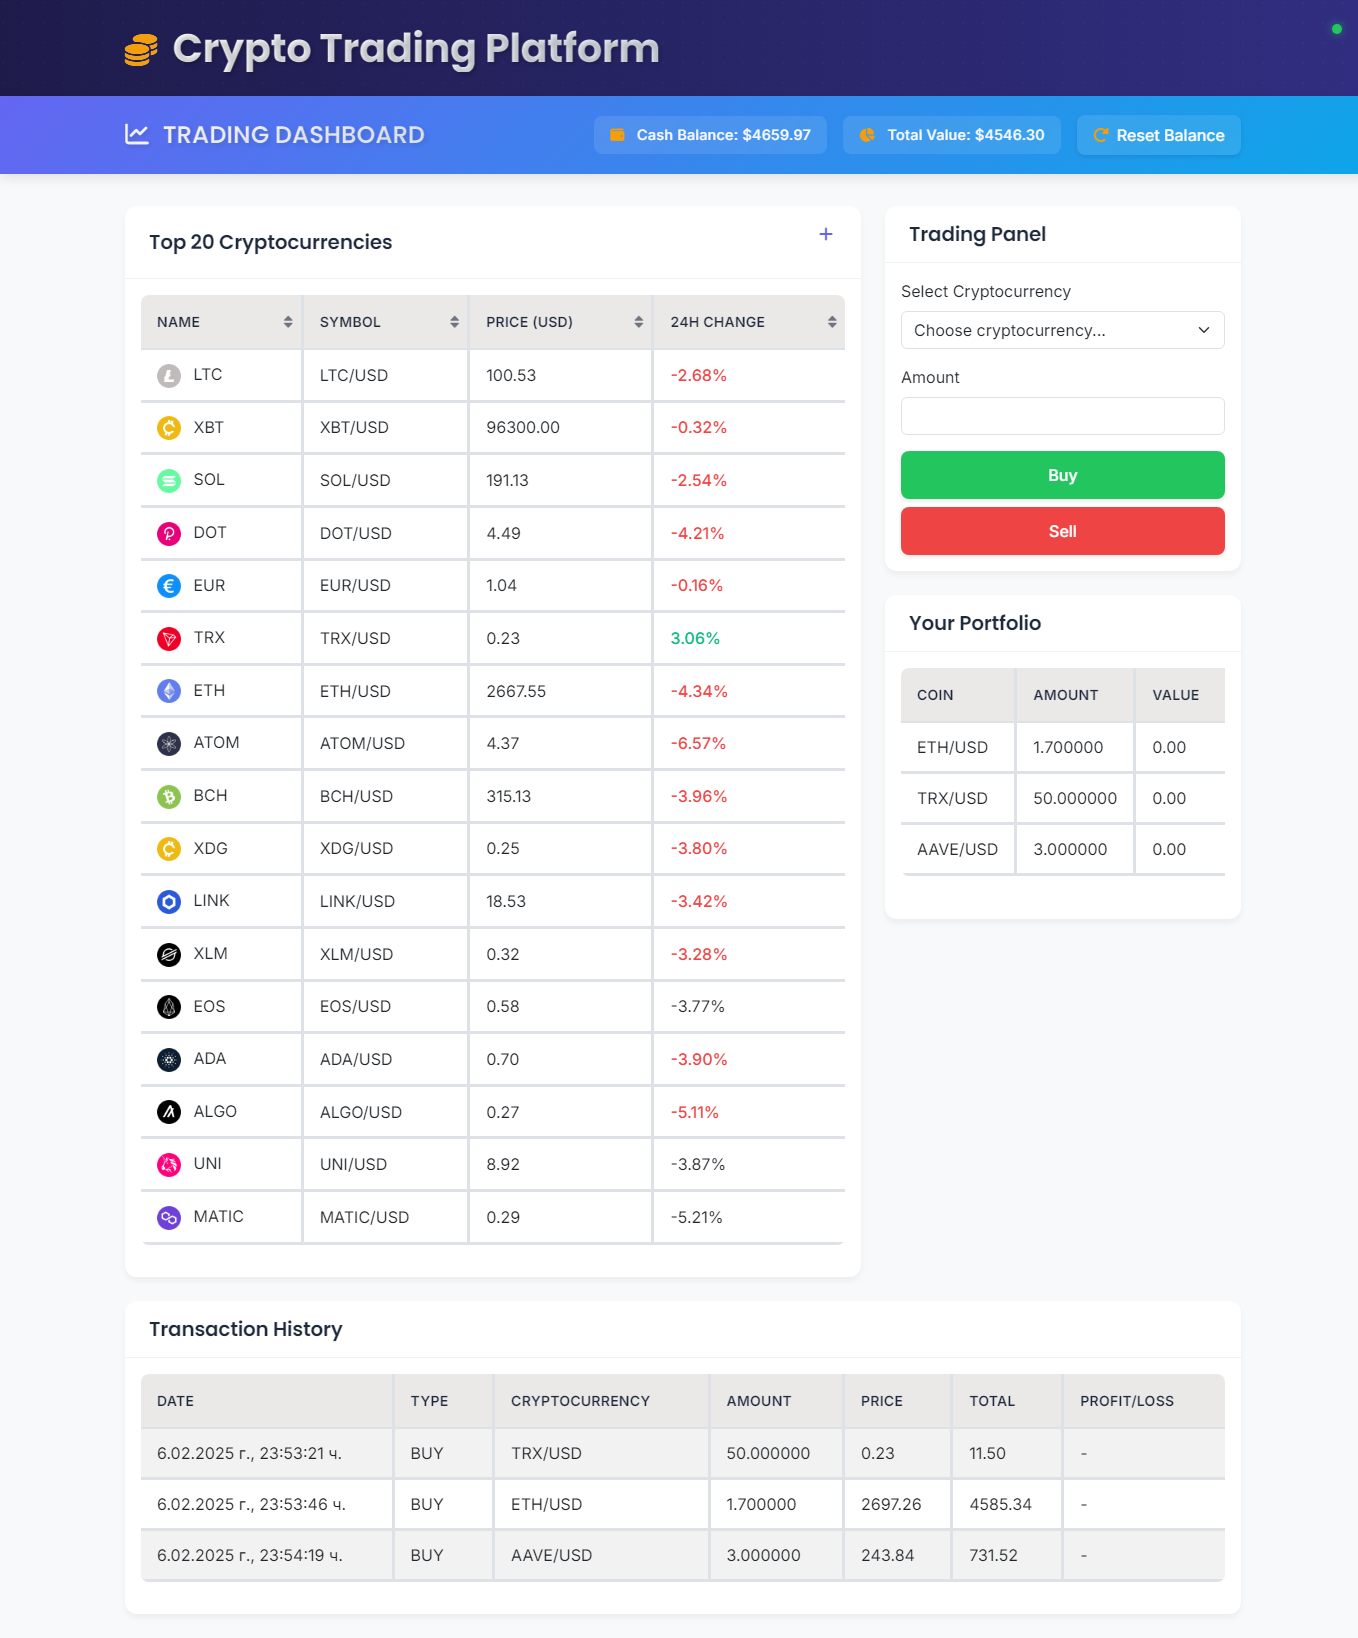 Crypto Trading Platform
TRADING DASHBOARD
Cash Balance: $4659.97
Total Value: $4546.30
Reset Balance
Top 20 Cryptocurrencies
+
NAME SYMBOL PRICE (USD) 24H CHANGE
LTC LTC/USD 100.53 -2.68%
XBT XBT/USD 96300.00 -0.32%
SOL SOL/USD 191.13 -2.54%
DOT DOT/USD 4.49 -4.21%
EUR EUR/USD 1.04 -0.16%
TRX TRX/USD 0.23 3.06%
ETH ETH/USD 2667.55 -4.34%
ATOM ATOM/USD 4.37 -6.57%
BCH BCH/USD 315.13 -3.96%
XDG XDG/USD 0.25 -3.80%
LINK LINK/USD 18.53 -3.42%
XLM XLM/USD 0.32 -3.28%
EOS EOS/USD 0.58 -3.77%
ADA ADA/USD 0.70 -3.90%
ALGO ALGO/USD 0.27 -5.11%
UNI UNI/USD 8.92 -3.87%
MATIC MATIC/USD 0.29 -5.21%
Trading Panel
Select Cryptocurrency
Choose cryptocurrency...
Amount
Buy
Sell
Your Portfolio
COIN AMOUNT VALUE
ETH/USD 1.700000 0.00
TRX/USD 50.000000 0.00
AAVE/USD 3.000000 0.00
Transaction History
DATE TYPE CRYPTOCURRENCY AMOUNT PRICE TOTAL PROFIT/LOSS
6.02.2025 г., 23:53:21 ч. BUY TRX/USD 50.000000 0.23 11.50 -
6.02.2025 г., 23:53:46 ч. BUY ETH/USD 1.700000 2697.26 4585.34 -
6.02.2025 г., 23:54:19 ч. BUY AAVE/USD 3.000000 243.84 731.52 -